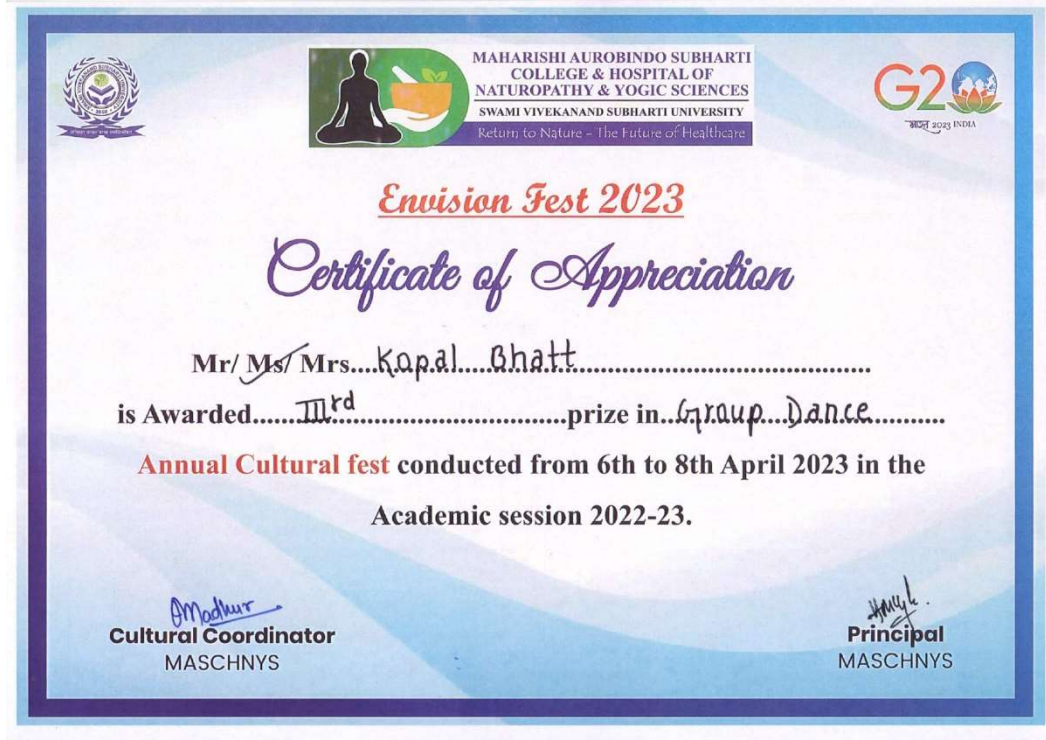 MAHARISHI AUROBINDO SUBHARTI
COLLEGE & HOSPITAL OF
NATUROPATHY & YOGIC SCIENCES
SWAMI VIVEKANAND SUBHARTI UNIVERSITY
Return to Nature - The Future of Healthcare
G20
भारत 2023 INDIA
Envision Fest 2023
Certificate of Appreciation
Mr/ Ms/ Mrs....Kopal Bhatt..............................
is Awarded......IIIrd..............................prize in..Group Dance..........
Annual Cultural fest conducted from 6th to 8th April 2023 in the
Academic session 2022-23.
Madhur
Cultural Coordinator
MASCHNYS
Principal
MASCHNYS